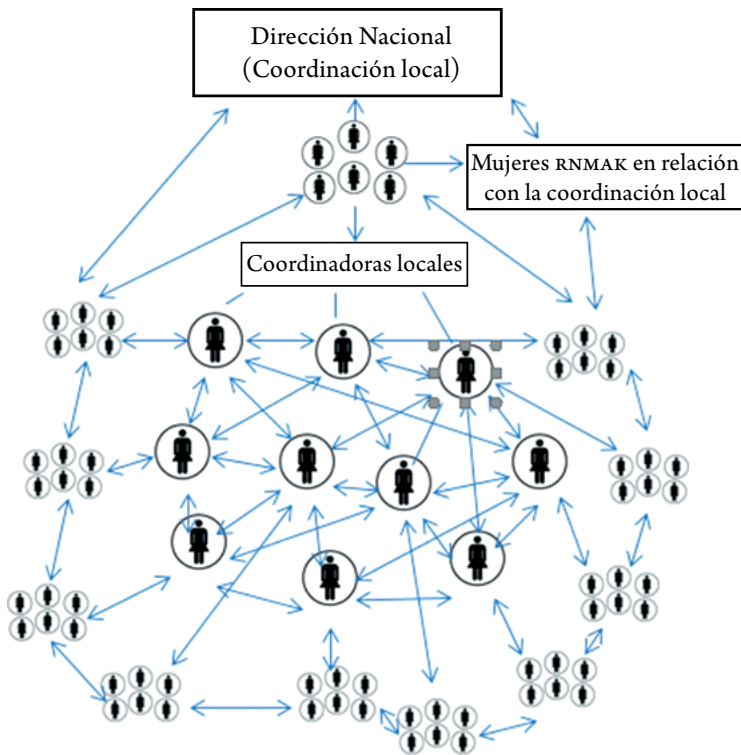 Dirección Nacional
(Coordinación local)
Mujeres RNMAK en relación
con la coordinación local
Coordinadoras locales